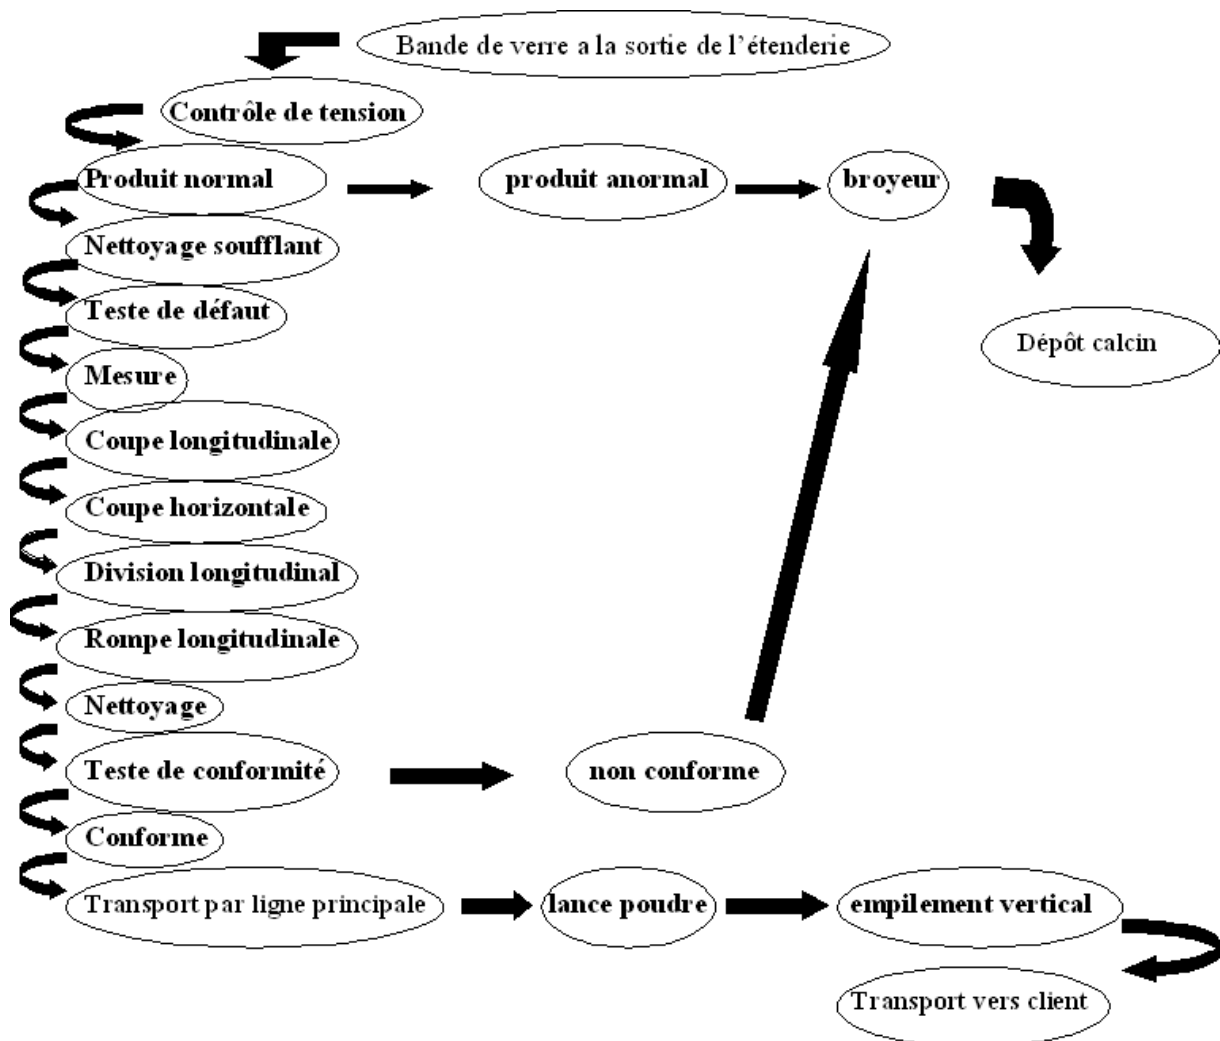 Bande de verre a la sortie de l’étenderie
Contrôle de tension
Produit normal
produit anormal
broyeur
Nettoyage soufflant
Teste de défaut
Dépôt calcin
Mesure
Coupe longitudinale
Coupe horizontale
Division longitudinal
Rompe longitudinale
Nettoyage
Teste de conformité
non conforme
Conforme
Transport par ligne principale
lance poudre
empilement vertical
Transport vers client